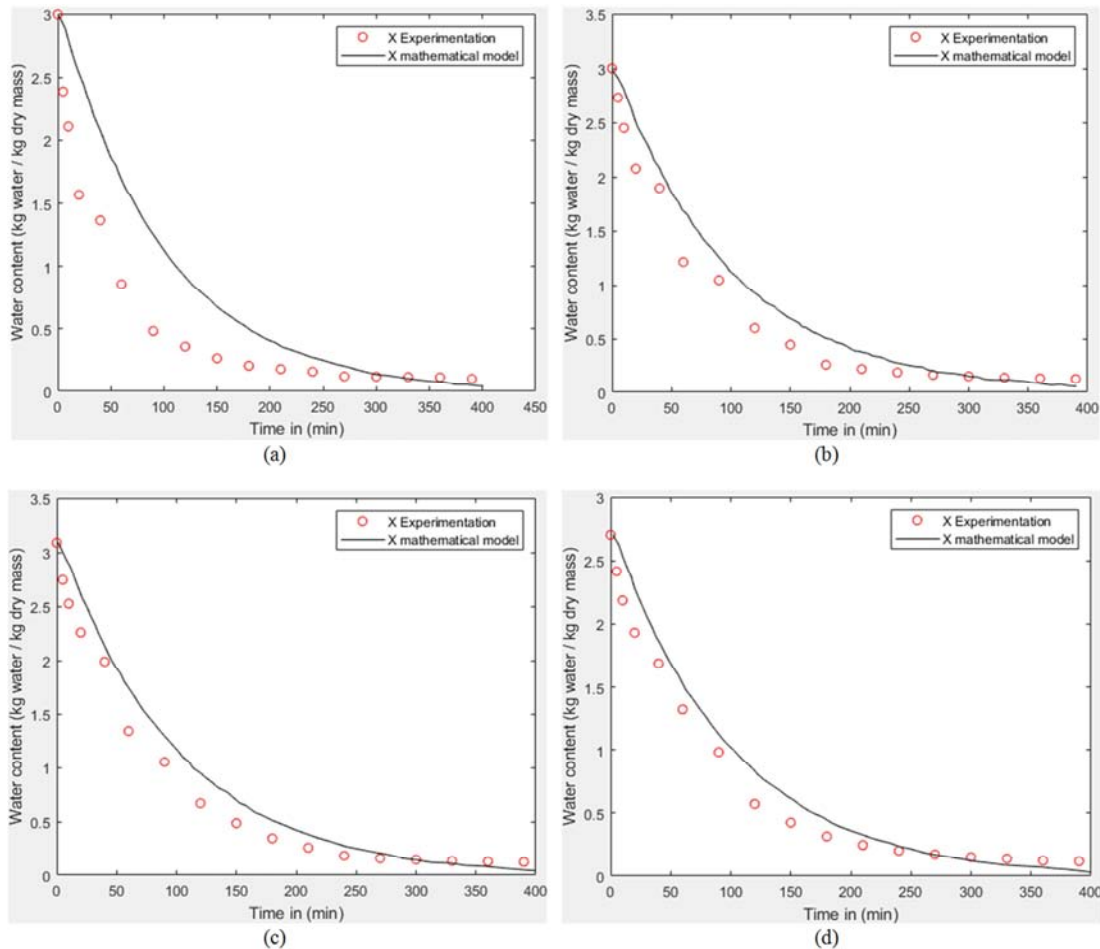 3
2.5
2
1.5
1
0.5
0
Water content (kg water / kg dry mass)
X Experimentation
X mathematical model
0 50 100 150 200 250 300 350 400 450
Time in (min)
(a)
3.5
3
2.5
2
1.5
1
0.5
0
Water content (kg water / kg dry mass)
X Experimentation
X mathematical model
0 50 100 150 200 250 300 350 400
Time in (min)
(b)
3.5
3
2.5
2
1.5
1
0.5
0
Water content (kg water / kg dry mass)
X Experimentation
X mathematical model
0 50 100 150 200 250 300 350 400
Time in (min)
(c)
3
2.5
2
1.5
1
0.5
0
Water content (kg water / kg dry mass)
X Experimentation
X mathematical model
0 50 100 150 200 250 300 350 400
Time in (min)
(d)